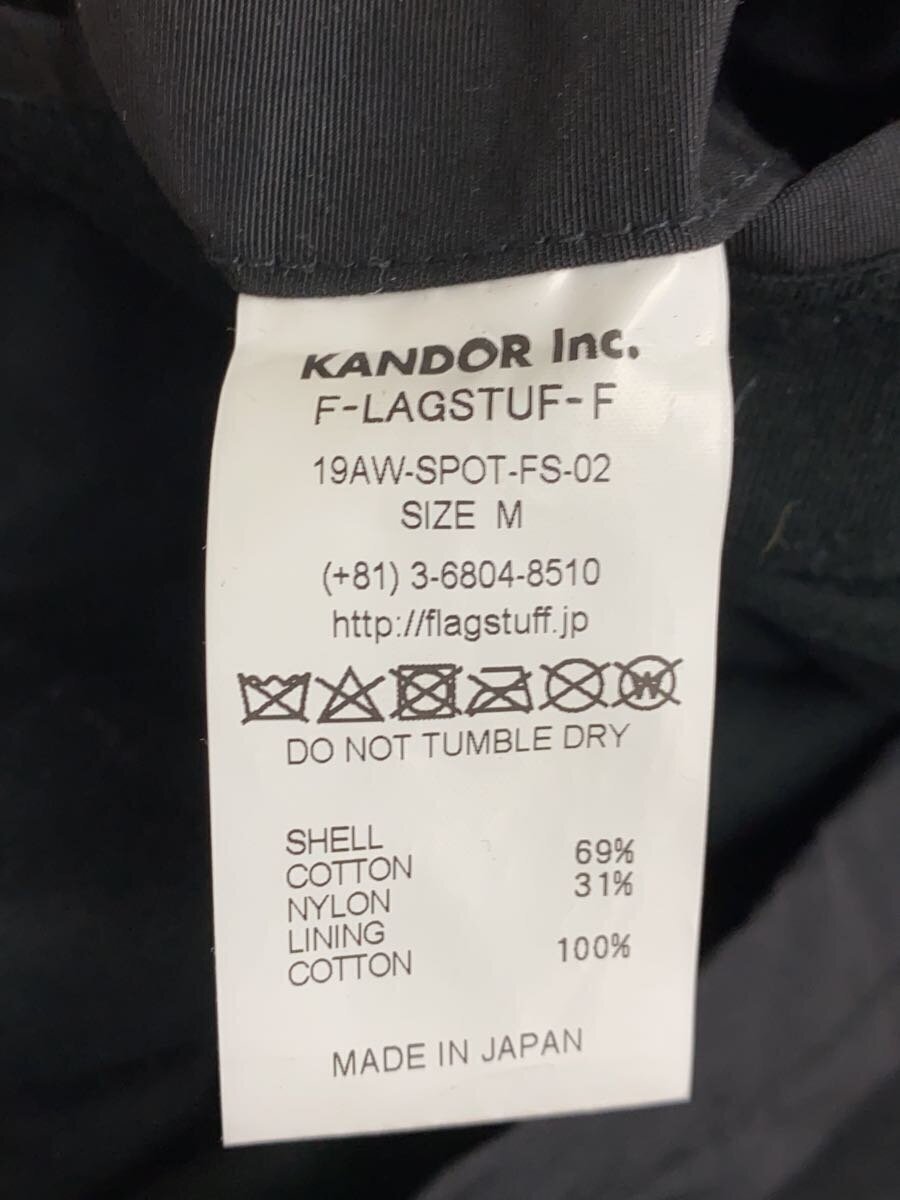 KANDOR Inc.
F-LAGSTUF-F
19AW-SPOT-FS-02
SIZE M
(+81) 3-6804-8510
http://flagstuff.jp
W
DO NOT TUMBLE DRY
SHELL
COTTON 69%
NYLON 31%
LINING
COTTON 100%
MADE IN JAPAN